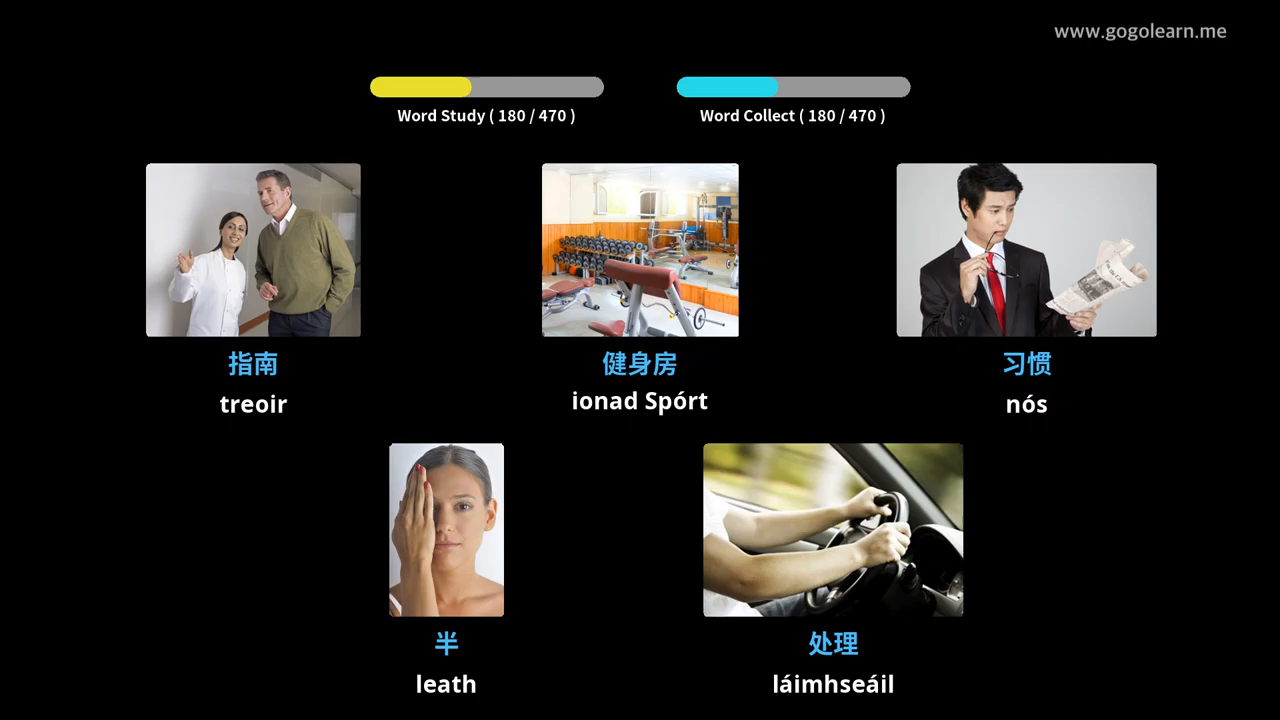 www.gogolearn.me
Word Study ( 180 / 470 )
Word Collect ( 180 / 470 )
指南
treoir
健身房
ionad Spórt
习惯
nós
半
leath
处理
láimhseáil